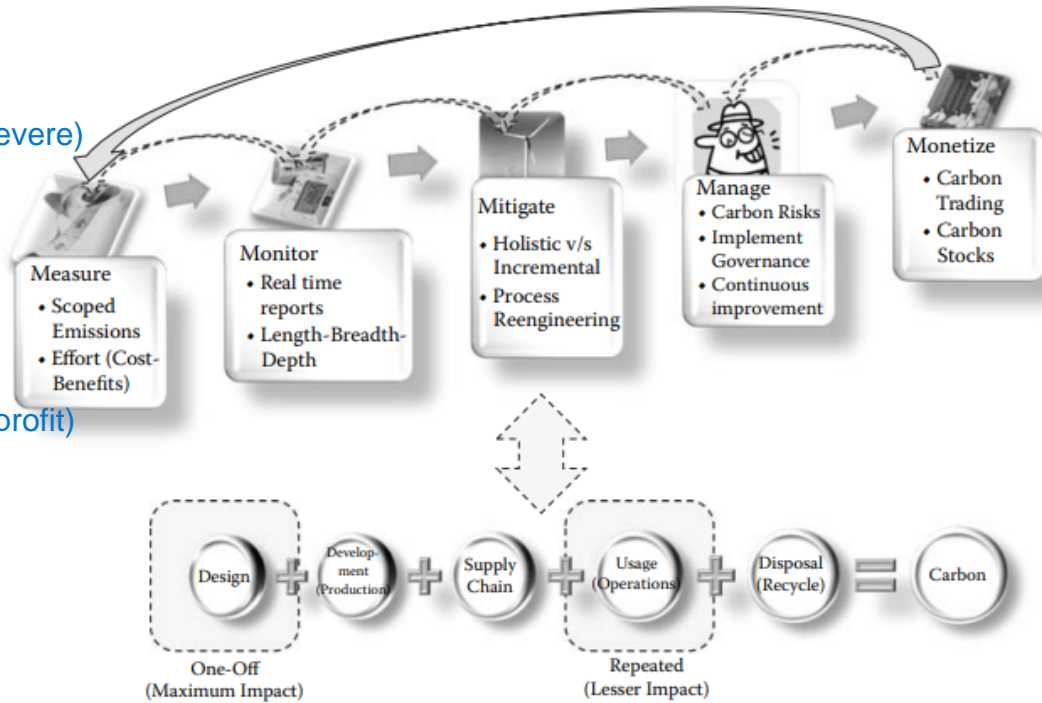 evere)
profit)
Measure
• Scoped
Emissions
• Effort (Cost-
Benefits)
Monitor
• Real time
reports
• Length-Breadth-
Depth
Mitigate
• Holistic v/s
Incremental
• Process
Reengineering
Manage
• Carbon Risks
• Implement
Governance
• Continuous
improvement
Monetize
• Carbon
Trading
• Carbon
Stocks
Design
Develop-
ment
(Production)
Supply
Chain
Usage
(Operations)
Disposal
(Recycle)
Carbon
One-Off
(Maximum Impact)
Repeated
(Lesser Impact)